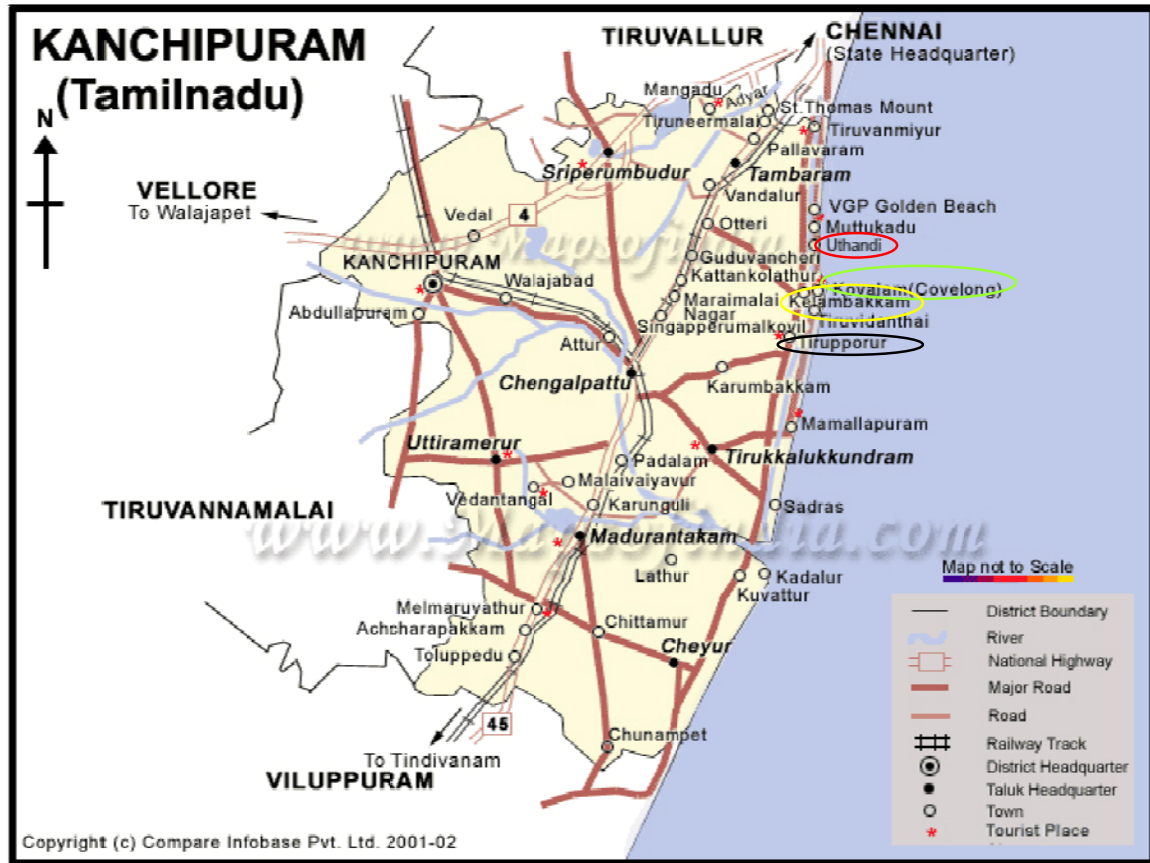 KANCHIPURAM
(Tamilnadu)
N
TIRUVALLUR
CHENNAI
(State Headquarter)
Mangadu
Adyar
St.Thomas Mount
Tiruneermalai
Tiruvanmiyur
Pallavaram
Sriperumbudur
Tambaram
VELLORE
To Walajapet
Vandalur
VGP Golden Beach
Vedal
4
Otteri
Muttukadu
www.Mapsofindia
Uthandi
KANCHIPURAM
Guduvancheri
Walajabad
Kattankolathur
Kovalam(Covelong)
Maraimalai
Nagar
Kelambakkam
Abdullapuram
Singapperumalkovil
Tiruvidanthai
Attur
Tirupporur
Chengalpattu
Karumbakkam
Mamallapuram
Uttiramerur
Padalam
Tirukkalukkundram
Malaivaiyavur
Vedantangal
Karunguli
Sadras
TIRUVANNAMALAI
www.Mapsofindia.com
Madurantakam
Lathur
Kadalur
Kuvattur
Map not to Scale
Melmaruvathur
Achcharapakkam
Chittamur
Toluppedu
Cheyur
45
Chunampet
To Tindivanam
VILUPPURAM
District Boundary
River
National Highway
Major Road
Road
Railway Track
District Headquarter
Taluk Headquarter
Town
Tourist Place
Copyright (c) Compare Infobase Pvt. Ltd. 2001-02